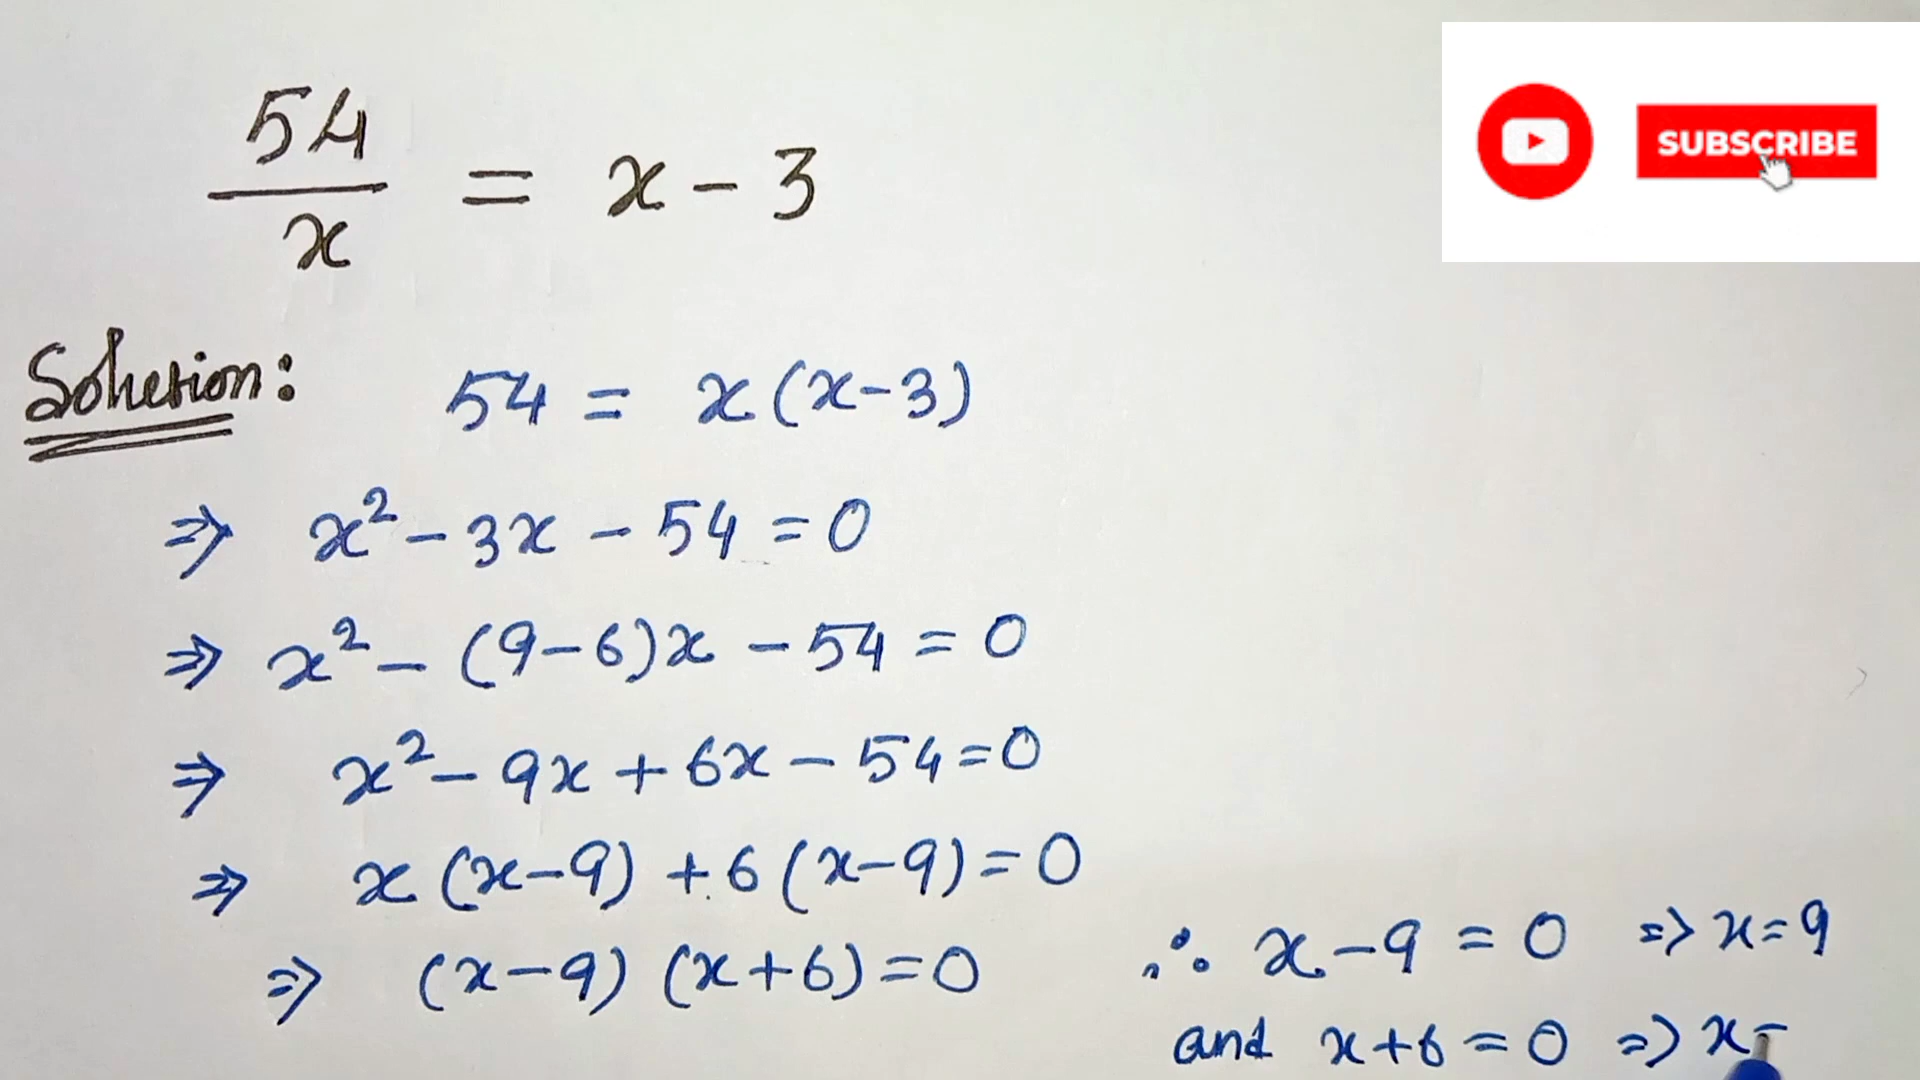 54
x
= x - 3
SUBSCRIBE
Solution:
54 = x(x-3)
⇒ x² - 3x - 54 = 0
⇒ x² - (9-6)x - 54 = 0
⇒ x² - 9x + 6x - 54 = 0
⇒ x(x-9) + 6(x-9) = 0
⇒ (x-9) (x+6) = 0
∴ x - 9 = 0 ⇒ x = 9
and x + 6 = 0 ⇒ x =